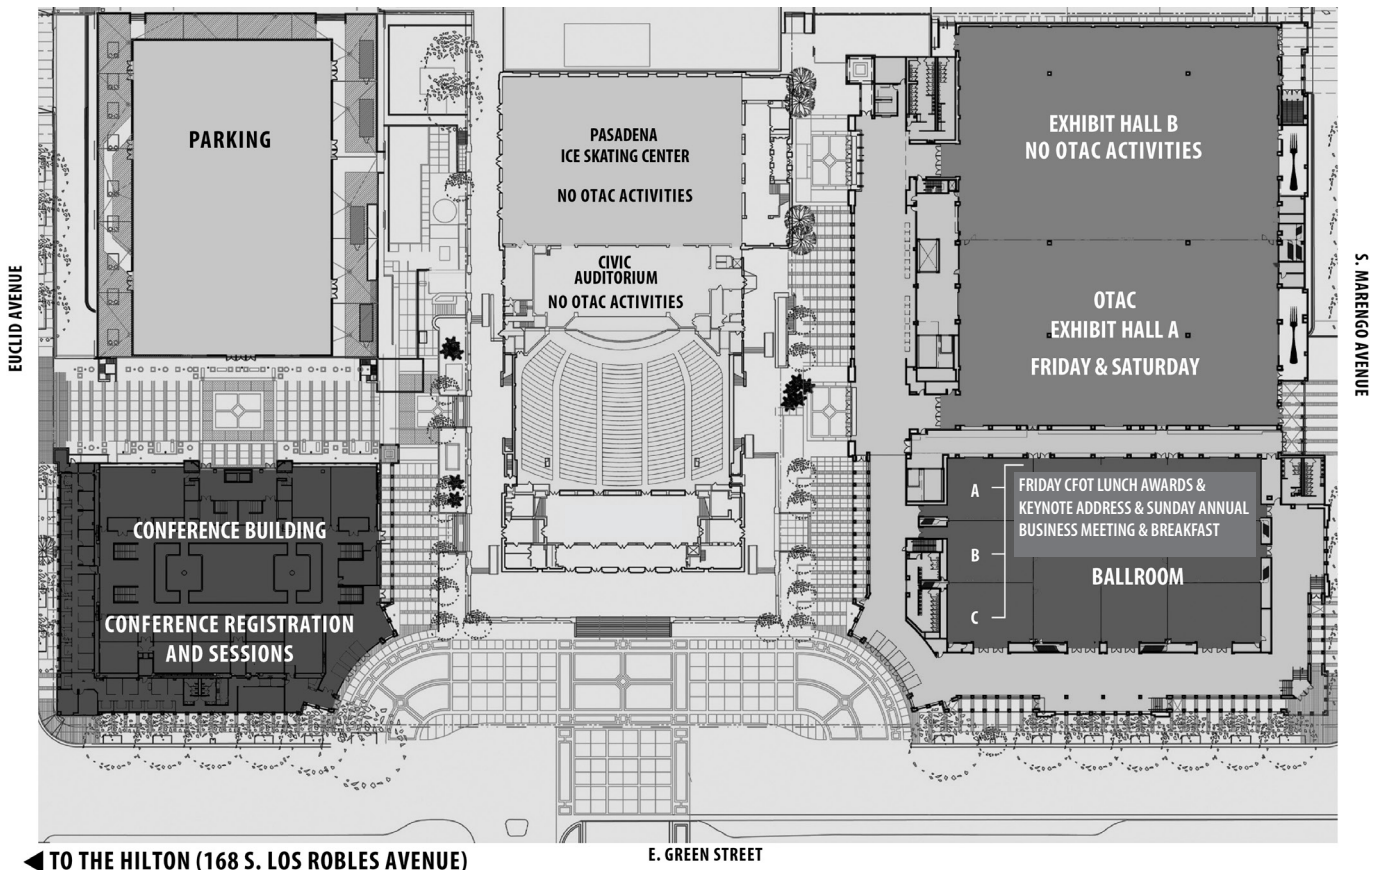 PARKING
PASADENA
ICE SKATING CENTER
NO OTAC ACTIVITIES
CIVIC
AUDITORIUM
NO OTAC ACTIVITIES
EXHIBIT HALL B
NO OTAC ACTIVITIES
OTAC
EXHIBIT HALL A
FRIDAY & SATURDAY
EUCLID AVENUE
S. MARENGO AVENUE
CONFERENCE BUILDING
CONFERENCE REGISTRATION
AND SESSIONS
A
B
C
FRIDAY CFOT LUNCH AWARDS &
KEYNOTE ADDRESS & SUNDAY ANNUAL
BUSINESS MEETING & BREAKFAST
BALLROOM
E. GREEN STREET
TO THE HILTON (168 S. LOS ROBLES AVENUE)